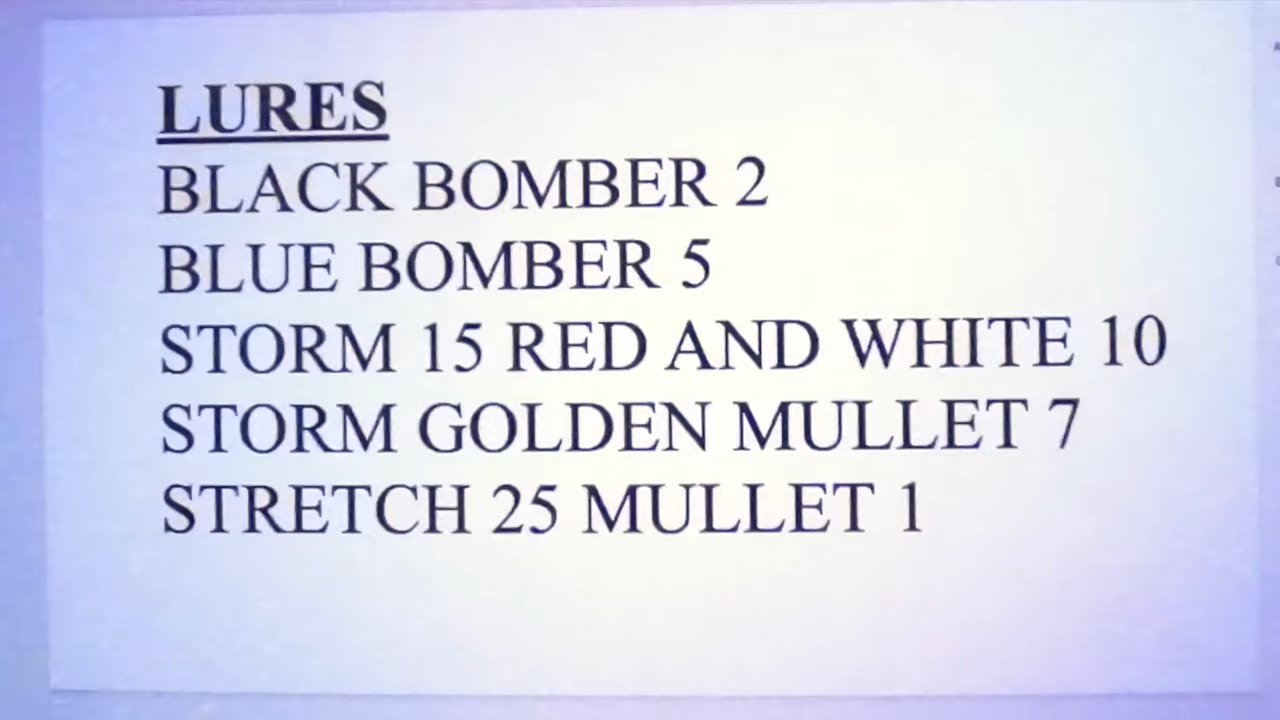 LURES
BLACK BOMBER 2
BLUE BOMBER 5
STORM 15 RED AND WHITE 10
STORM GOLDEN MULLET 7
STRETCH 25 MULLET 1